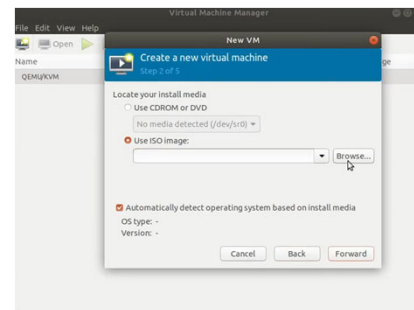 Virtual Machine Manager
File Edit View Help
Open
Name
QEMU/KVM
New VM
Create a new virtual machine
Step 2 of 5
Locate your install media
Use CDROM or DVD
No media detected (/dev/sr0)
Use ISO image:
Browse...
Automatically detect operating system based on install media
OS type: -
Version: -
Cancel Back Forward